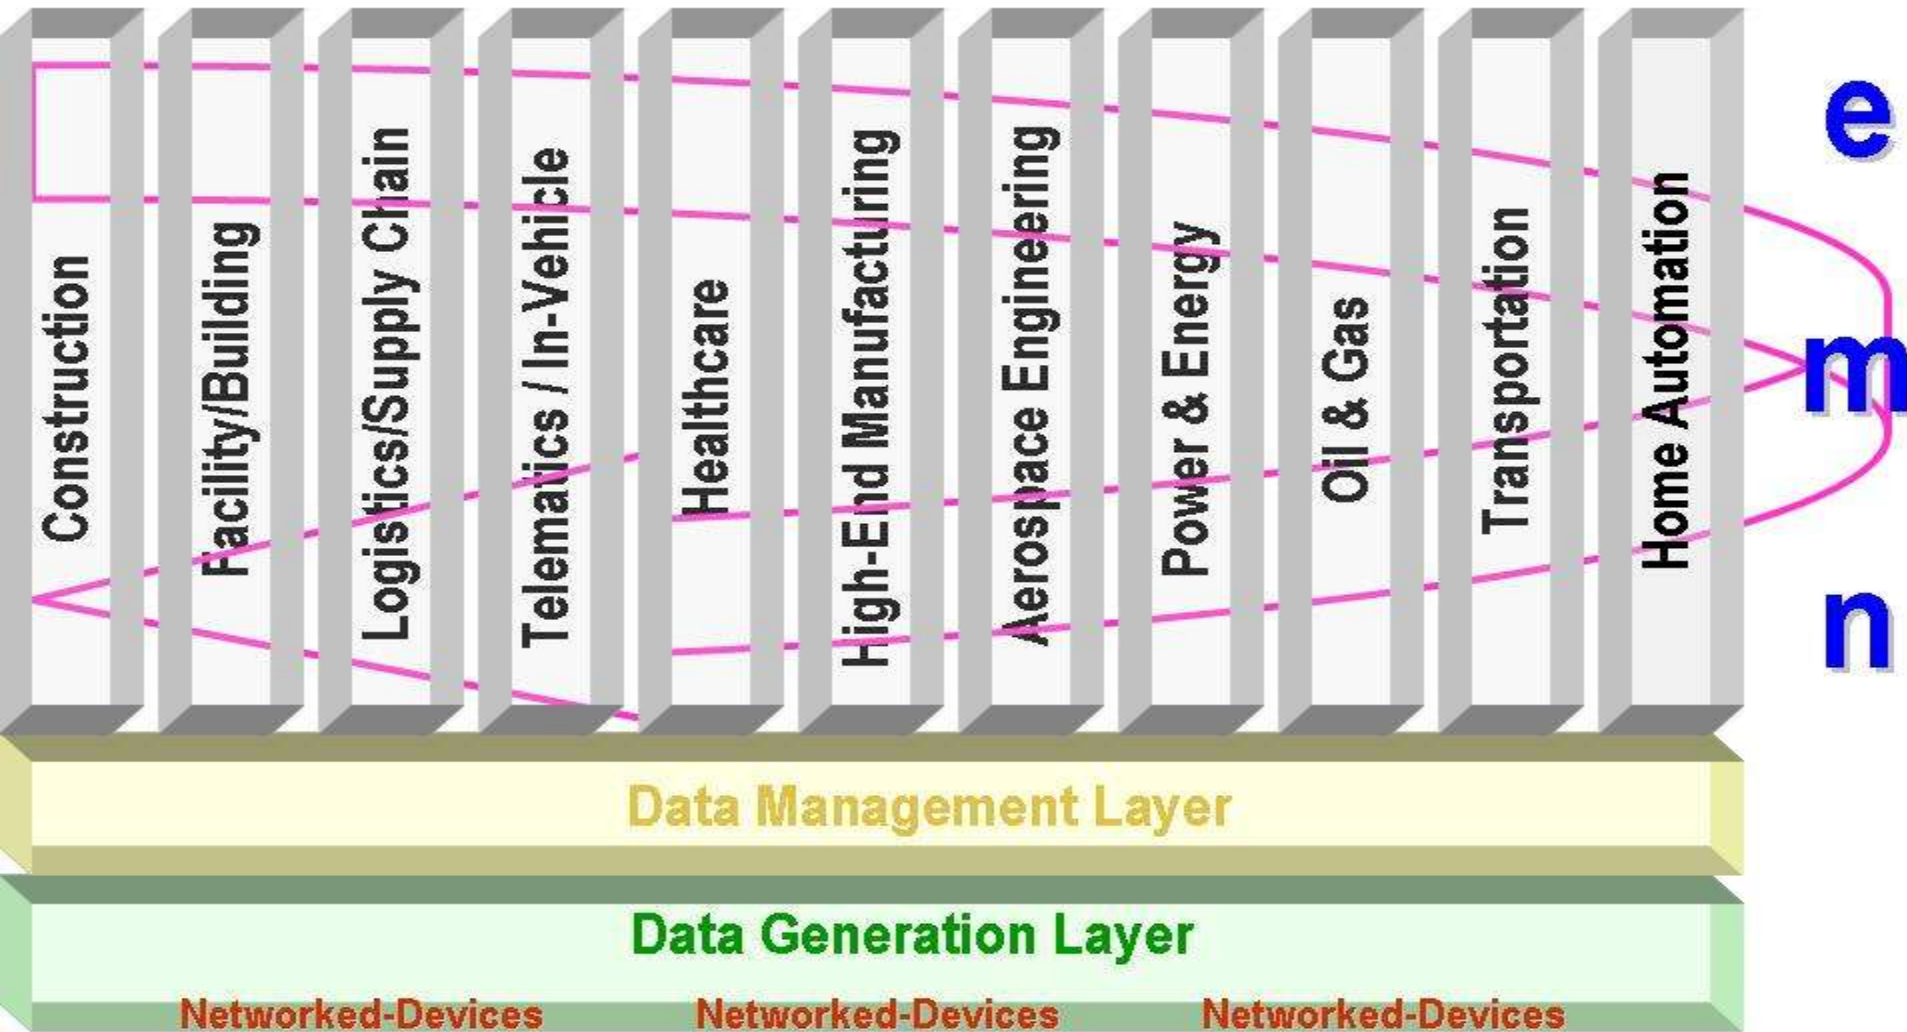 Construction
Facility/Building
Logistics/Supply Chain
Telematics / In-Vehicle
Healthcare
High-End Manufacturing
Aerospace Engineering
Power & Energy
Oil & Gas
Transportation
Home Automation
e
m
n
Data Management Layer
Data Generation Layer
Networked-Devices Networked-Devices Networked-Devices